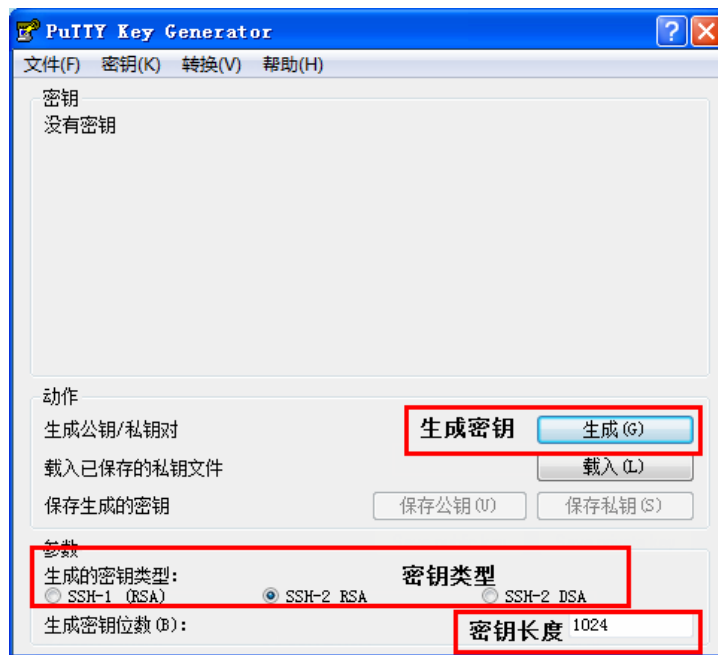 PuTTY Key Generator
文件(F) 密钥(K) 转换(V) 帮助(H)
密钥
没有密钥
动作
生成公钥/私钥对 生成密钥 生成(G)
载入已保存的私钥文件 载入(L)
保存生成的密钥 保存公钥(U) 保存私钥(S)
参数
生成的密钥类型: 密钥类型
SSH-1 (RSA) SSH-2 RSA SSH-2 DSA
生成密钥位数(B): 密钥长度 1024